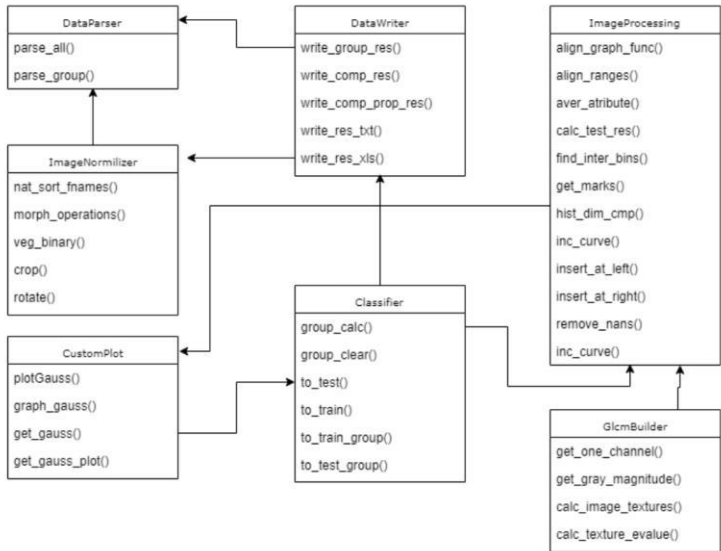 DataParser
parse_all()
parse_group()
DataWriter
write_group_res()
write_comp_res()
write_comp_prop_res()
write_res_txt()
write_res_xls()
ImageProcessing
align_graph_func()
align_ranges()
aver_atribute()
calc_test_res()
find_inter_bins()
get_marks()
hist_dim_cmp()
inc_curve()
insert_at_left()
insert_at_right()
remove_nans()
inc_curve()
ImageNormilizer
nat_sort_fnames()
morph_operations()
veg_binary()
crop()
rotate()
Classifier
group_calc()
group_clear()
to_test()
to_train()
to_train_group()
to_test_group()
CustomPlot
plotGauss()
graph_gauss()
get_gauss()
get_gauss_plot()
GlcmBuilder
get_one_channel()
get_gray_magnitude()
calc_image_textures()
calc_texture_evalue()